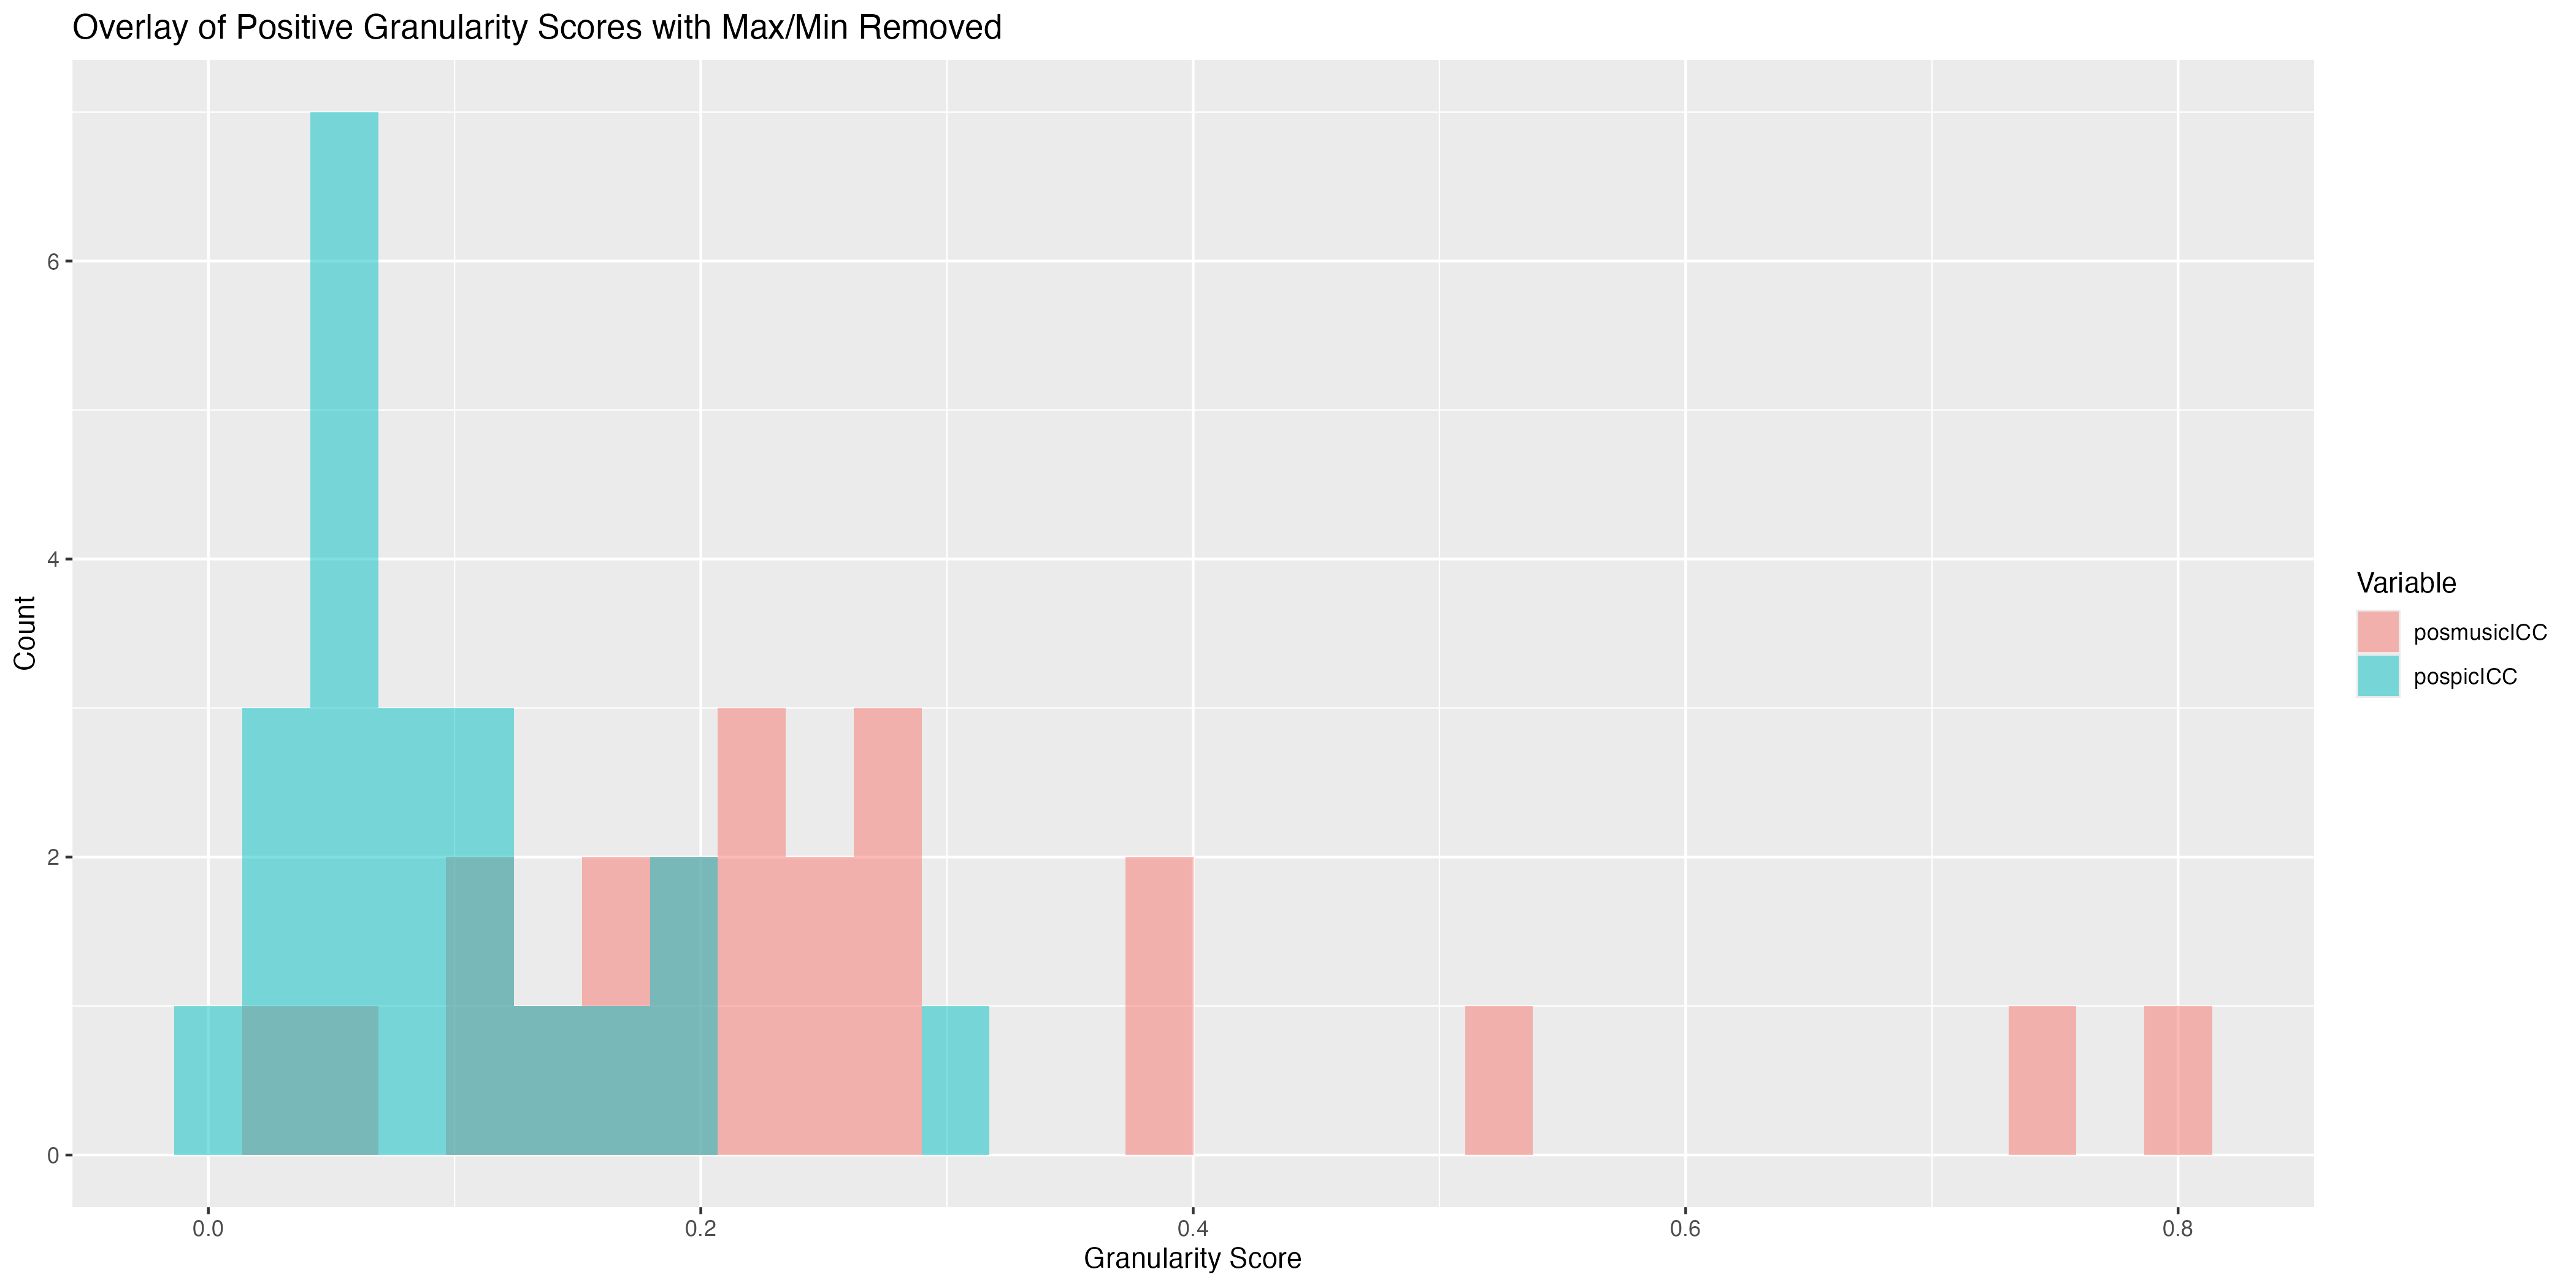 Overlay of Positive Granularity Scores with Max/Min Removed
6
4
2
0
Count
0.0 0.2 0.4 0.6 0.8
Granularity Score
Variable
posmusicICC
pospicICC